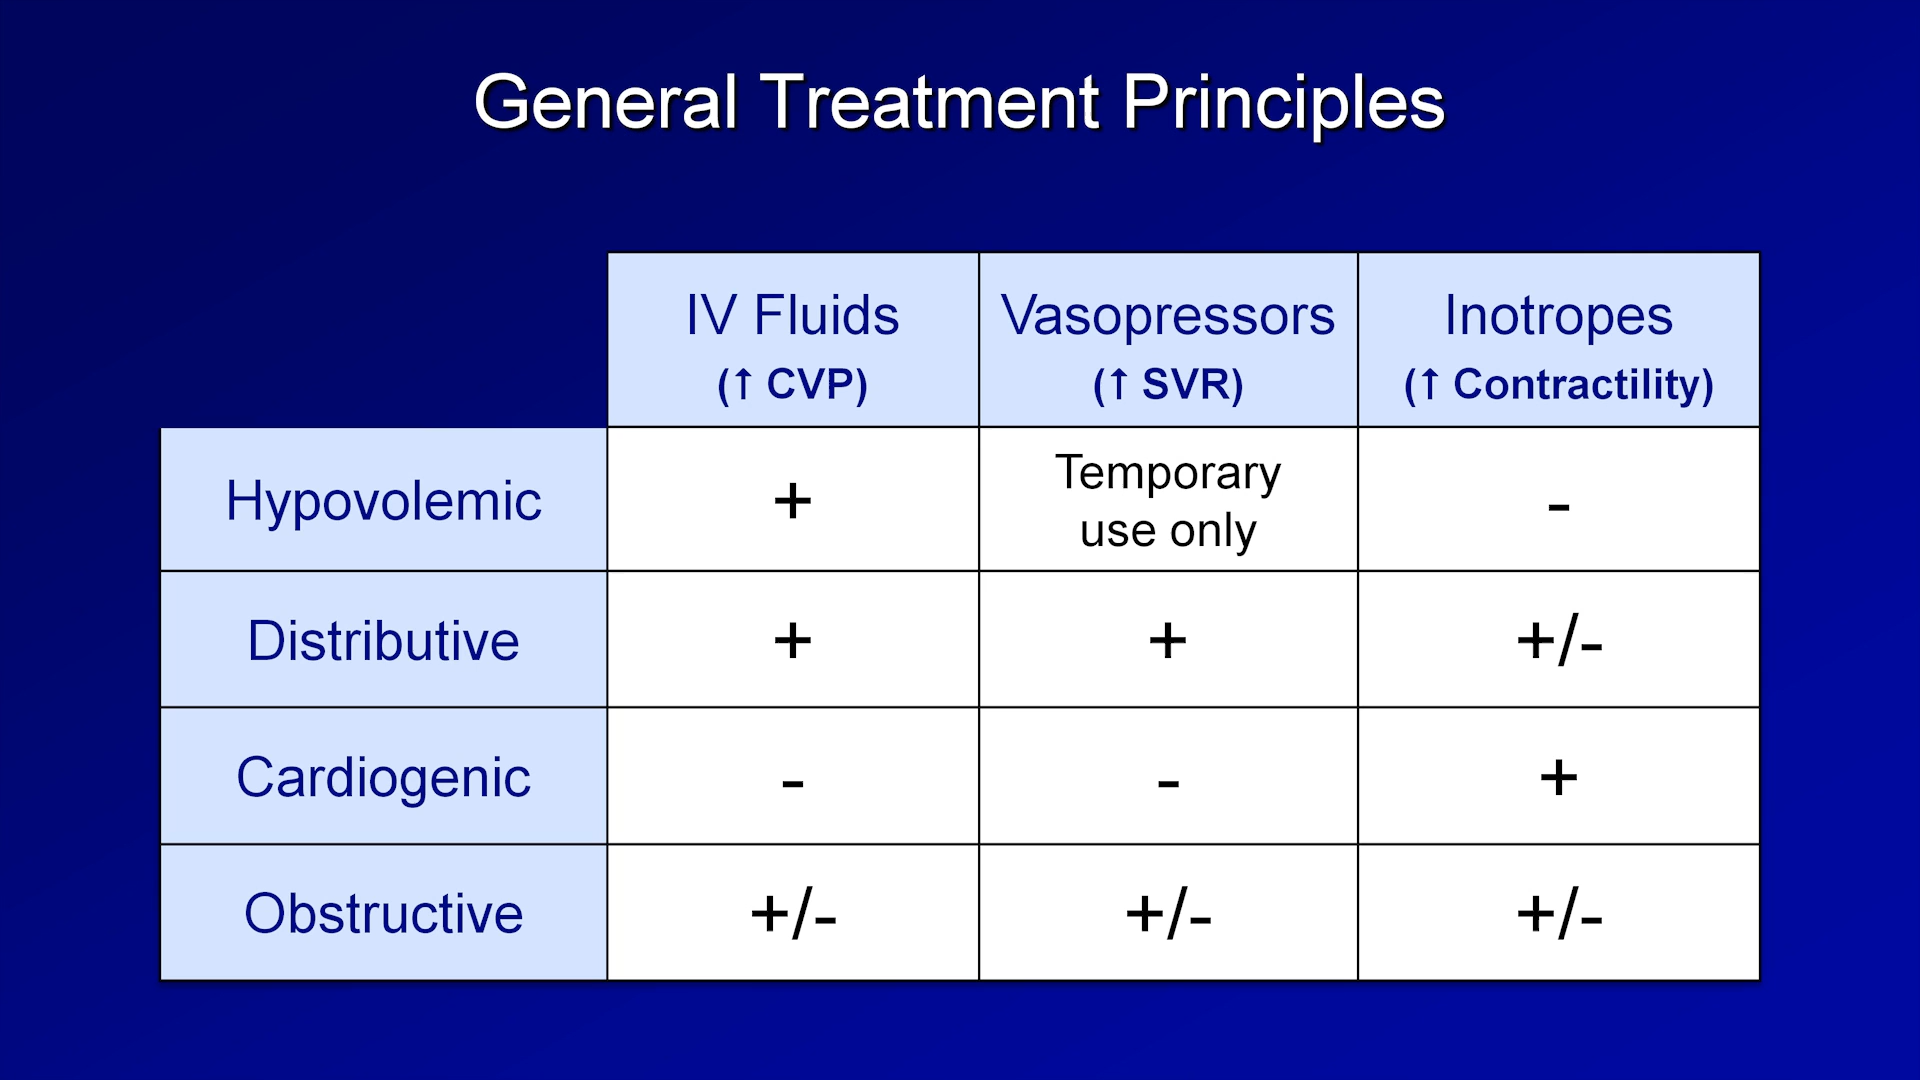 General Treatment Principles
IV Fluids
(↑ CVP)
Vasopressors
(↑ SVR)
Inotropes
(↑ Contractility)
Hypovolemic
+
Temporary
use only
-
Distributive
+
+
+/-
Cardiogenic
-
-
+
Obstructive
+/-
+/-
+/-